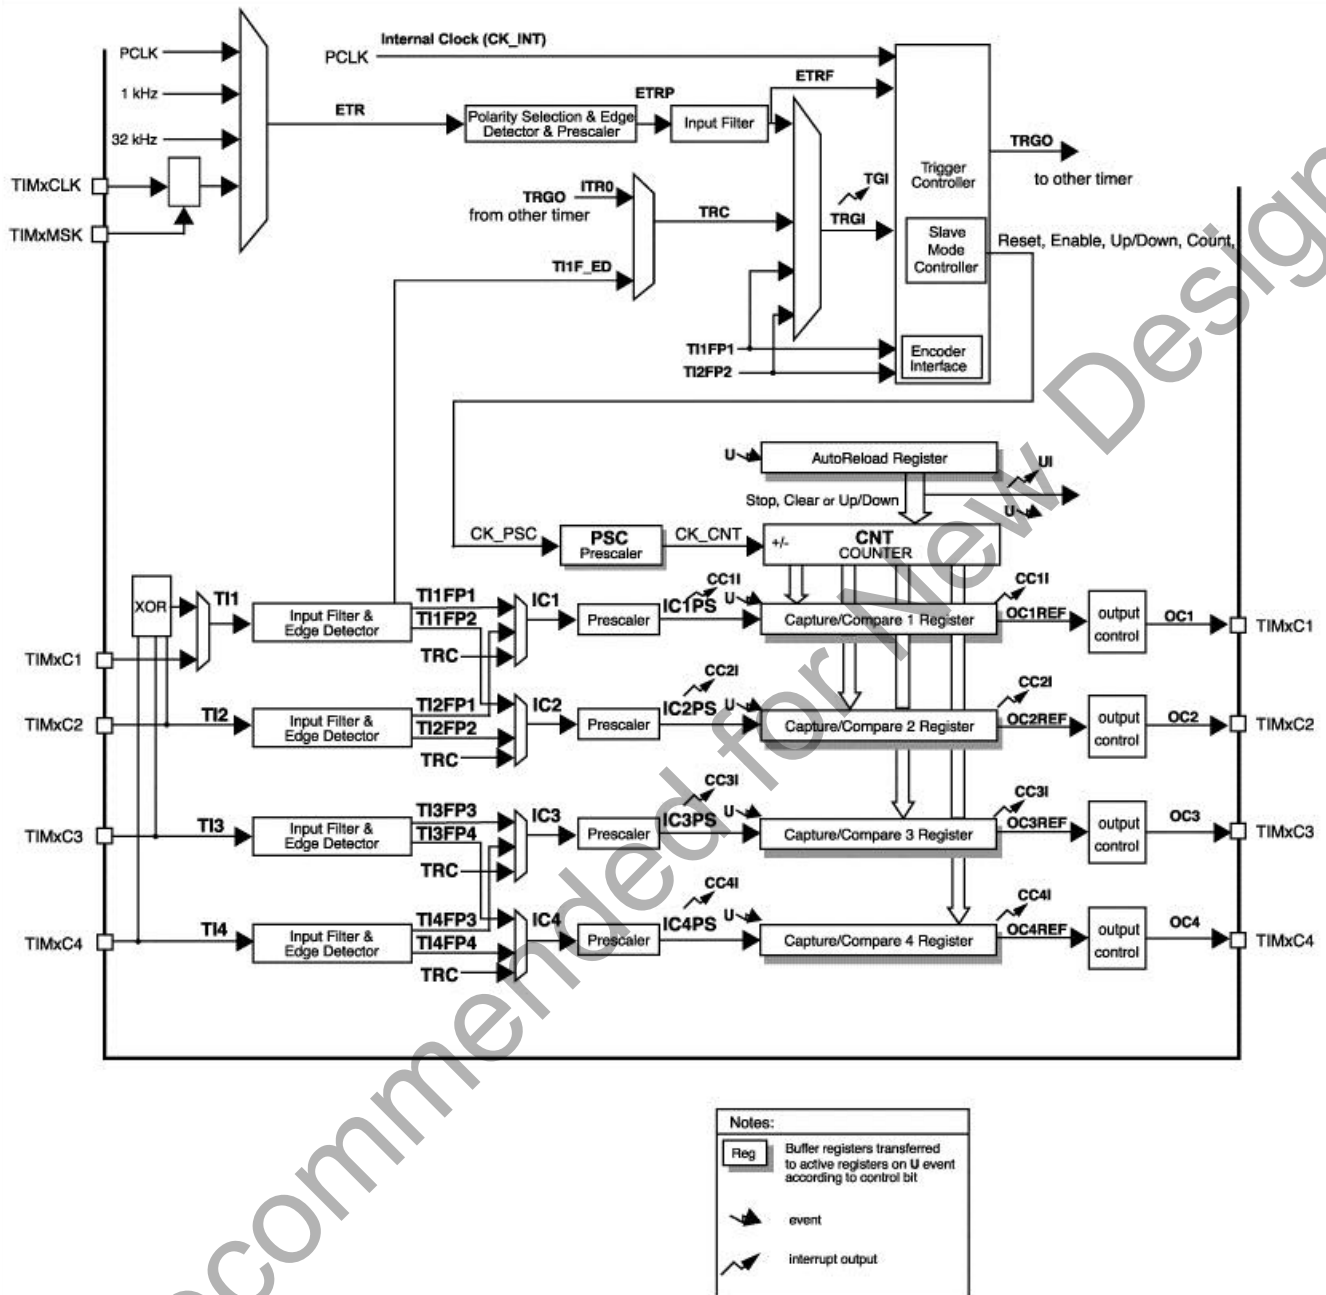 Internal Clock (CK_INT)
PCLK
PCLK
1 kHz
32 kHz
TIMxCLK
TIMxMSK
ETR
Polarity Selection & Edge
Detector & Prescaler
ETRP
Input Filter
ETRF
TRGO
to other timer
Trigger
Controller
TGI
TRGI
ITR0
TRGO
from other timer
TRC
TI1F_ED
Slave
Mode
Controller
Reset, Enable, Up/Down, Count,
TI1FP1
TI2FP2
Encoder
Interface
U
AutoReload Register
UI
Stop, Clear or Up/Down
U
CK_PSC
PSC
Prescaler
CK_CNT
+/-
CNT
COUNTER
XOR
TI1
Input Filter &
Edge Detector
TI1FP1
TI1FP2
TRC
IC1
Prescaler
CC1I
IC1PS
U
Capture/Compare 1 Register
CC1I
OC1REF
output
control
OC1
TIMxC1
TIMxC1
TIMxC2
TI2
Input Filter &
Edge Detector
TI2FP1
TI2FP2
TRC
IC2
Prescaler
CC2I
IC2PS
U
Capture/Compare 2 Register
CC2I
OC2REF
output
control
OC2
TIMxC2
TIMxC3
TI3
Input Filter &
Edge Detector
TI3FP3
TI3FP4
TRC
IC3
Prescaler
CC3I
IC3PS
U
Capture/Compare 3 Register
CC3I
OC3REF
output
control
OC3
TIMxC3
TIMxC4
TI4
Input Filter &
Edge Detector
TI4FP3
TI4FP4
TRC
IC4
Prescaler
CC4I
IC4PS
U
Capture/Compare 4 Register
CC4I
OC4REF
output
control
OC4
TIMxC4
Notes:
Reg
Buffer registers transferred
to active registers on U event
according to control bit
event
interrupt output
ecommended for New Design